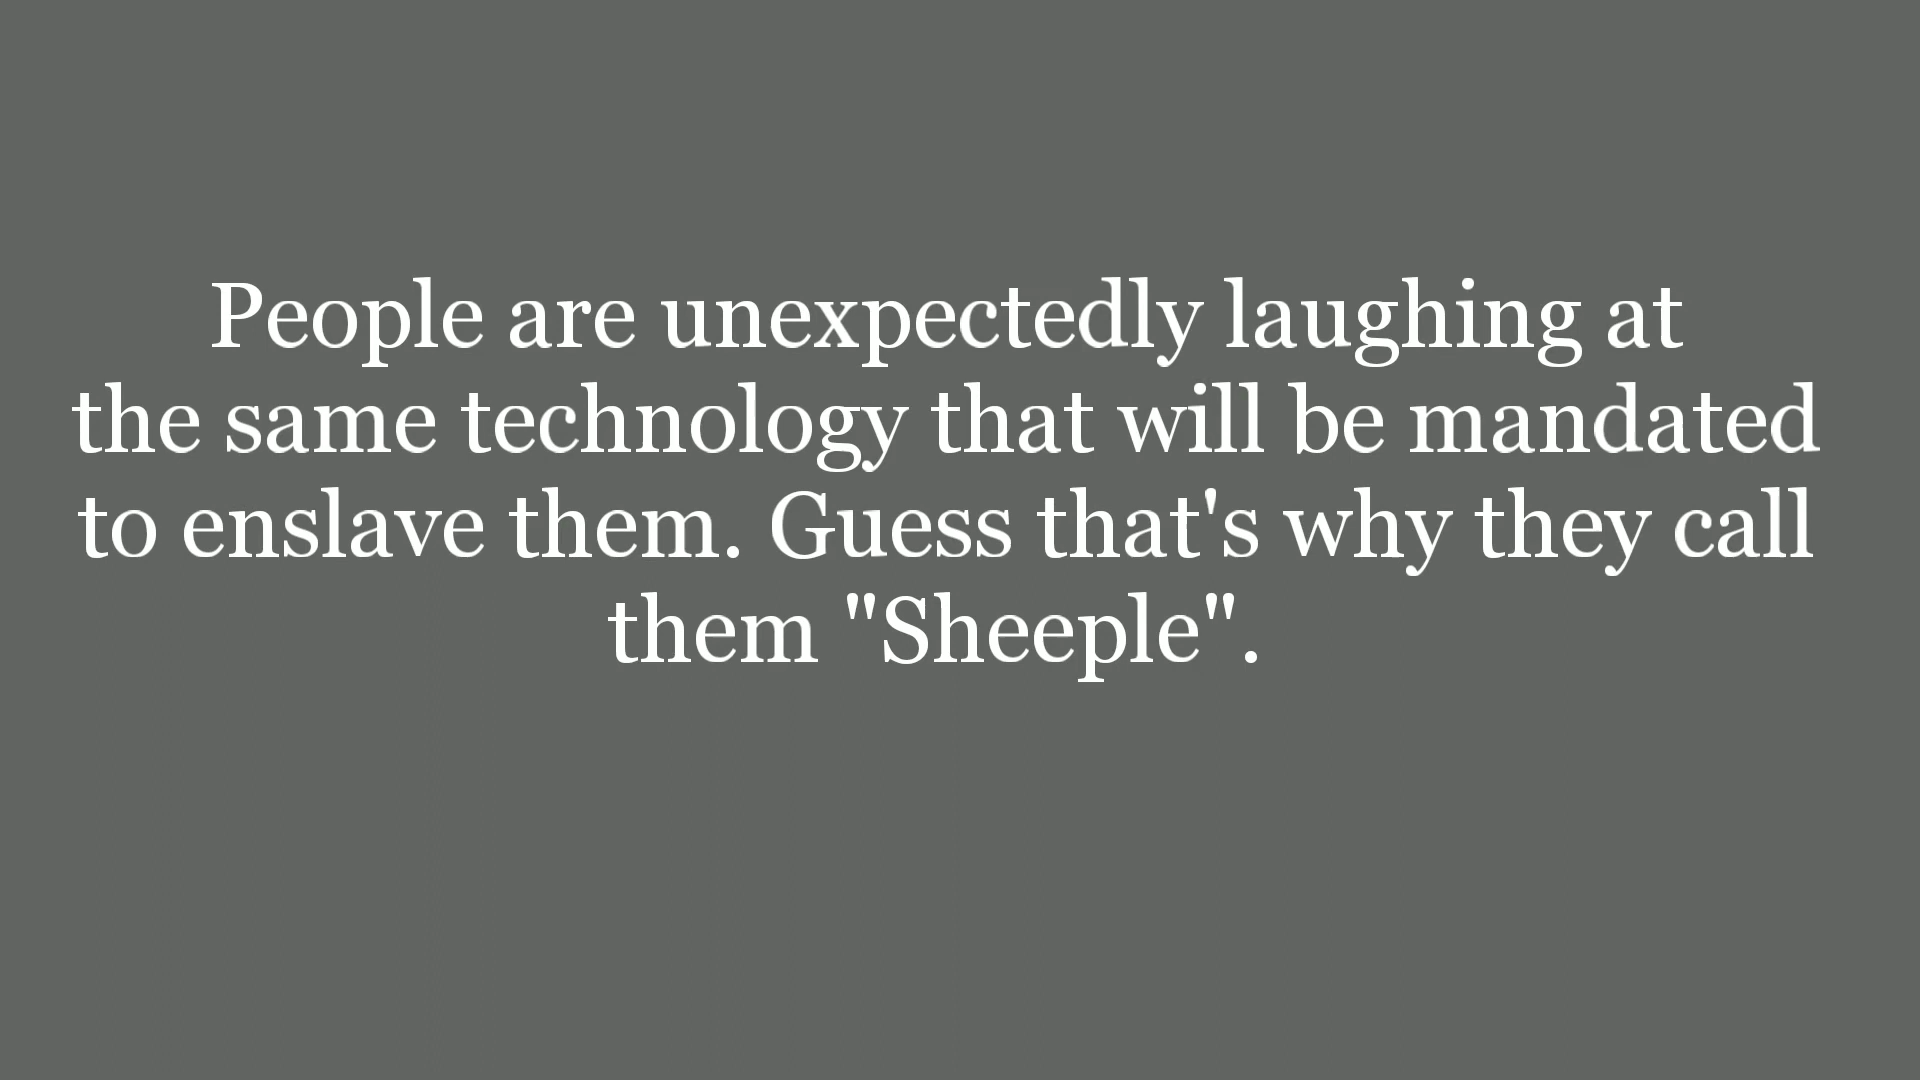 People are unexpectedly laughing at
the same technology that will be mandated
to enslave them. Guess that's why they call
them "Sheeple".